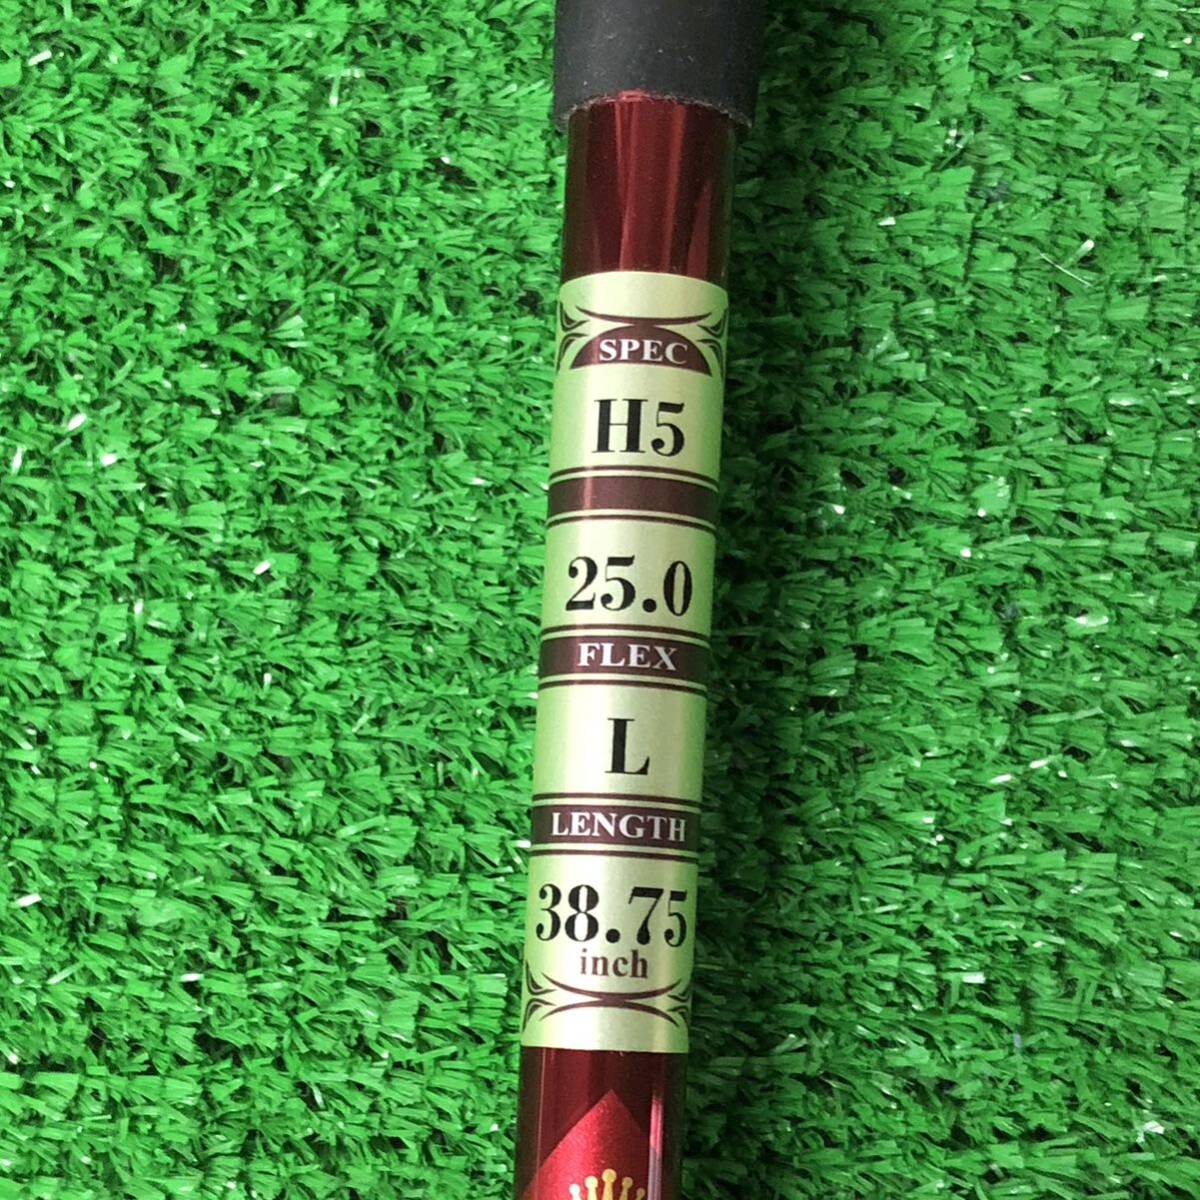 SPEC
H5
25.0
FLEX
L
LENGTH
38.75
inch